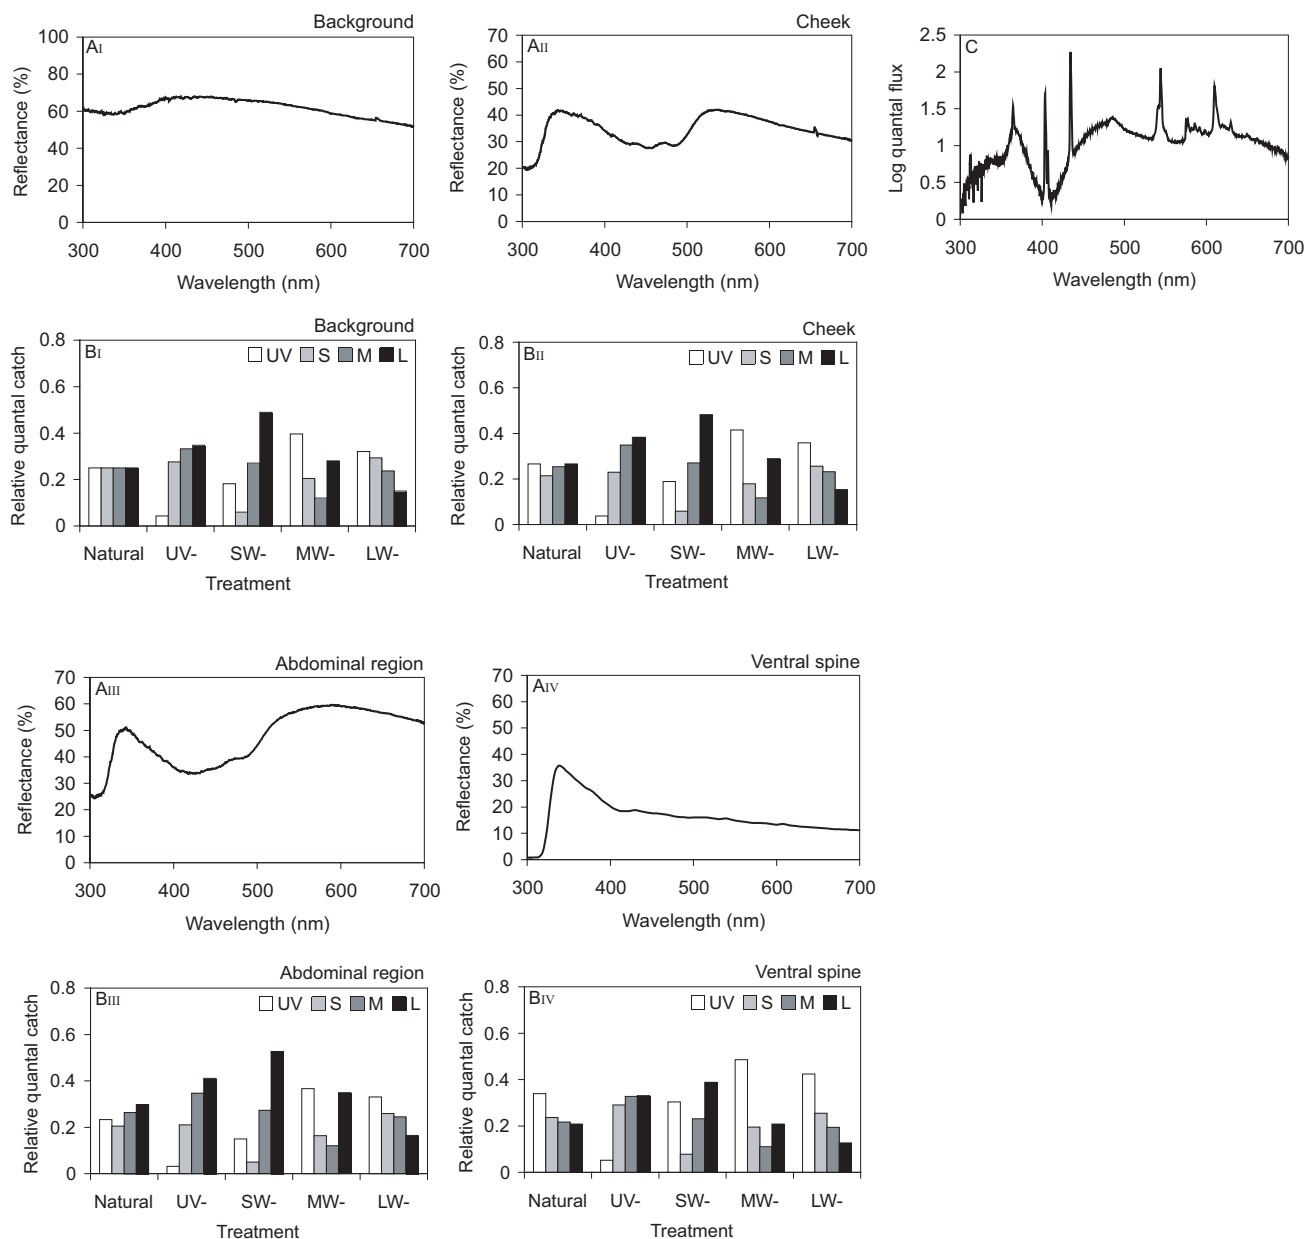 Background
AI
100
80
60
40
20
0
Reflectance (%)
300 400 500 600 700
Wavelength (nm)
Cheek
AII
70
60
50
40
30
20
10
0
Reflectance (%)
300 400 500 600 700
Wavelength (nm)
C
2.5
2
1.5
1
0.5
0
Log quantal flux
300 400 500 600 700
Wavelength (nm)
Background
BI
UV S M L
0.8
0.6
0.4
0.2
0
Relative quantal catch
Natural UV- SW- MW- LW-
Treatment
Cheek
BII
UV S M L
0.8
0.6
0.4
0.2
0
Relative quantal catch
Natural UV- SW- MW- LW-
Treatment
Abdominal region
AIII
70
60
50
40
30
20
10
0
Reflectance (%)
300 400 500 600 700
Wavelength (nm)
Ventral spine
AIV
70
60
50
40
30
20
10
0
Reflectance (%)
300 400 500 600 700
Wavelength (nm)
Abdominal region
BIII
UV S M L
0.8
0.6
0.4
0.2
0
Relative quantal catch
Natural UV- SW- MW- LW-
Treatment
Ventral spine
BIV
UV S M L
0.8
0.6
0.4
0.2
0
Relative quantal catch
Natural UV- SW- MW- LW-
Treatment